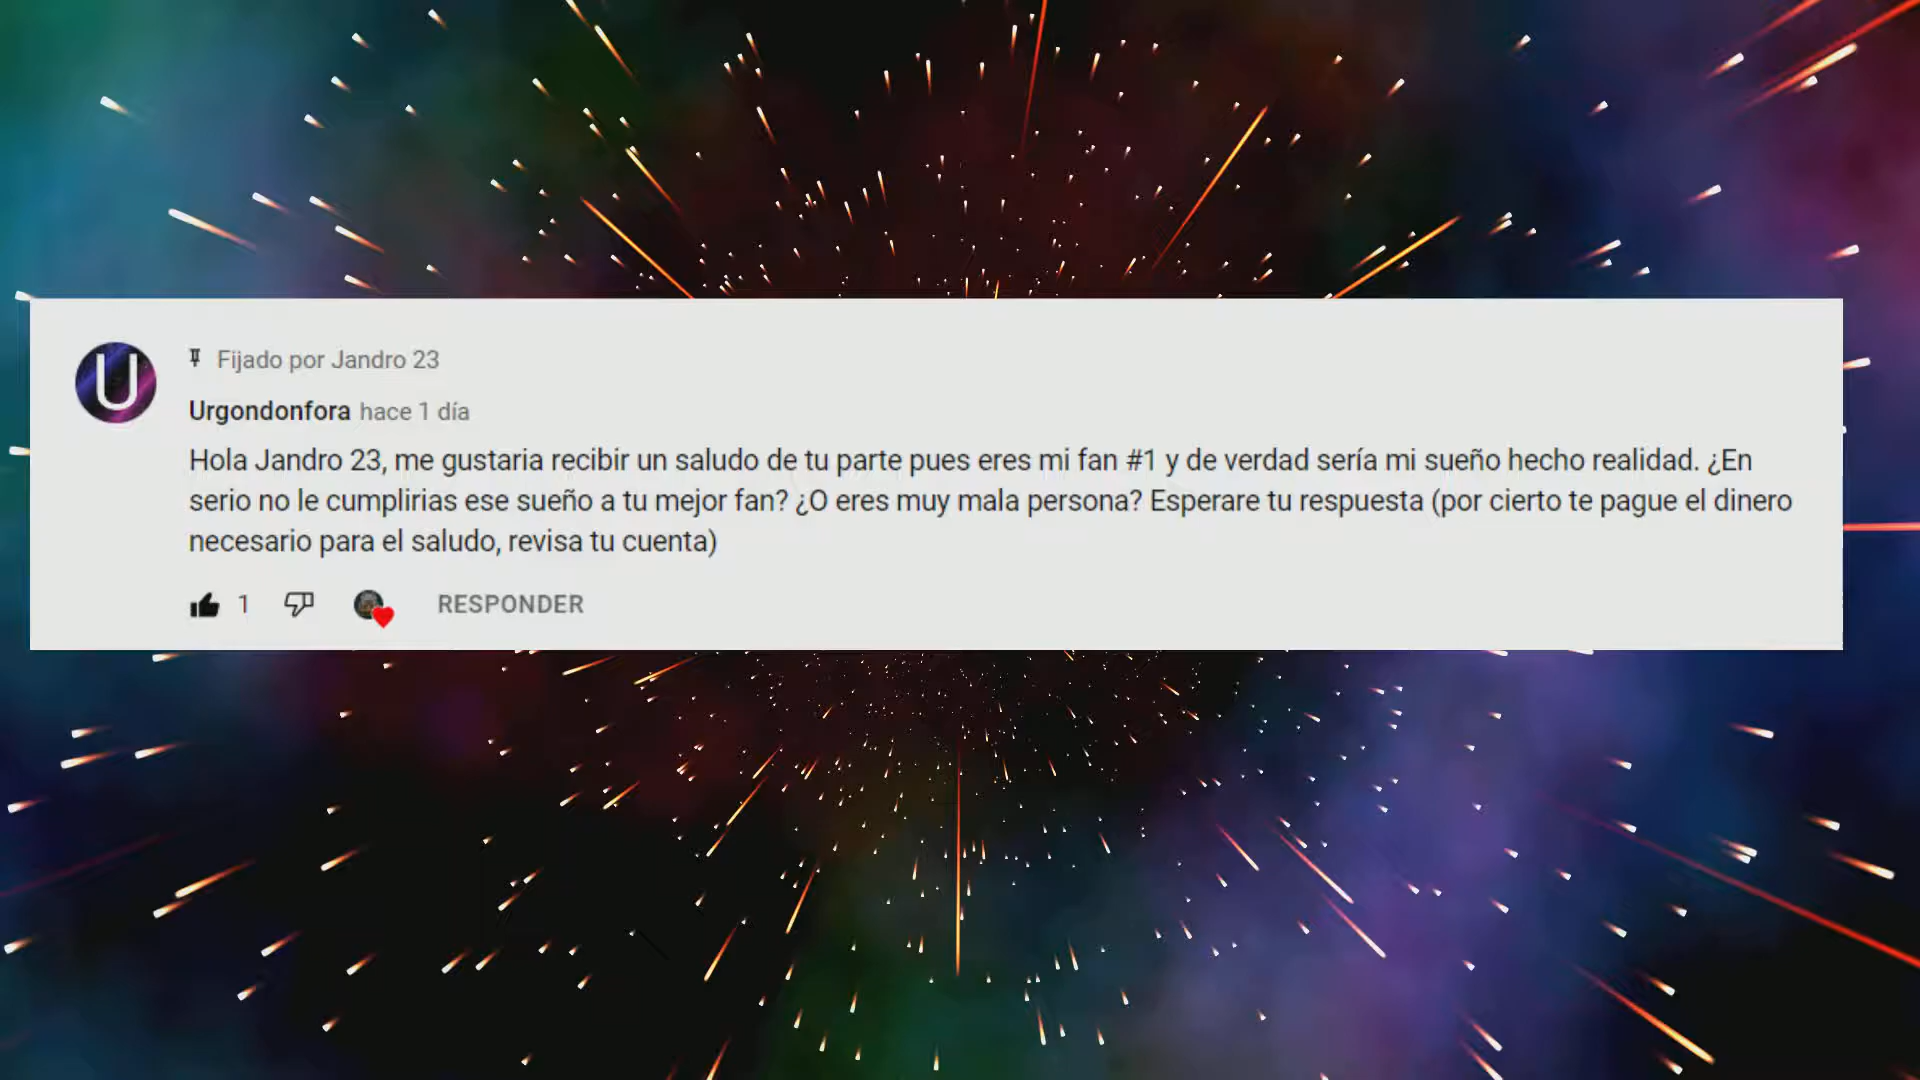 U
Fijado por Jandro 23
Urgondonfora hace 1 día
Hola Jandro 23, me gustaria recibir un saludo de tu parte pues eres mi fan #1 y de verdad sería mi sueño hecho realidad. ¿En
serio no le cumplirias ese sueño a tu mejor fan? ¿O eres muy mala persona? Esperare tu respuesta (por cierto te pague el dinero
necesario para el saludo, revisa tu cuenta)
1 RESPONDER